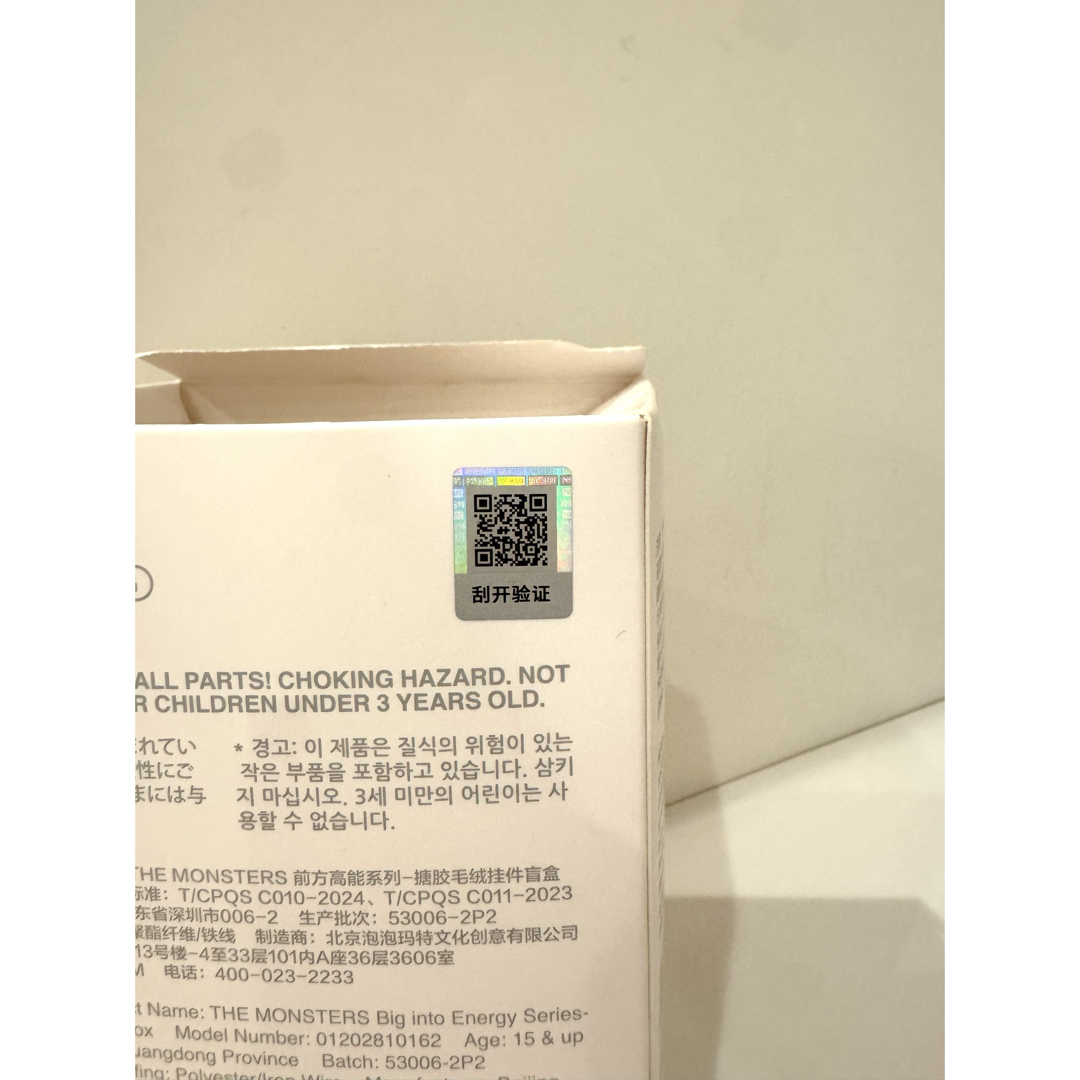 刮开验证
ALL PARTS! CHOKING HAZARD. NOT
R CHILDREN UNDER 3 YEARS OLD.
れてい
性にご
には与
* 경고: 이 제품은 질식의 위험이 있는
작은 부품을 포함하고 있습니다. 삼키
지 마십시오. 3세 미만의 어린이는 사
용할 수 없습니다.
THE MONSTERS 前方高能系列-搪胶毛绒挂件盲盒
标准: T/CPQS C010-2024、T/CPQS C011-2023
东省深圳市006-2 生产批次: 53006-2P2
聚酯纤维/铁线 制造商: 北京泡泡玛特文化创意有限公司
13号楼-4至33层101内A座36层3606室
M 电话: 400-023-2233
ct Name: THE MONSTERS Big into Energy Series-
ox Model Number: 01202810162 Age: 15 & up
uangdong Province Batch: 53006-2P2
fing: Polyester/Iron Wire